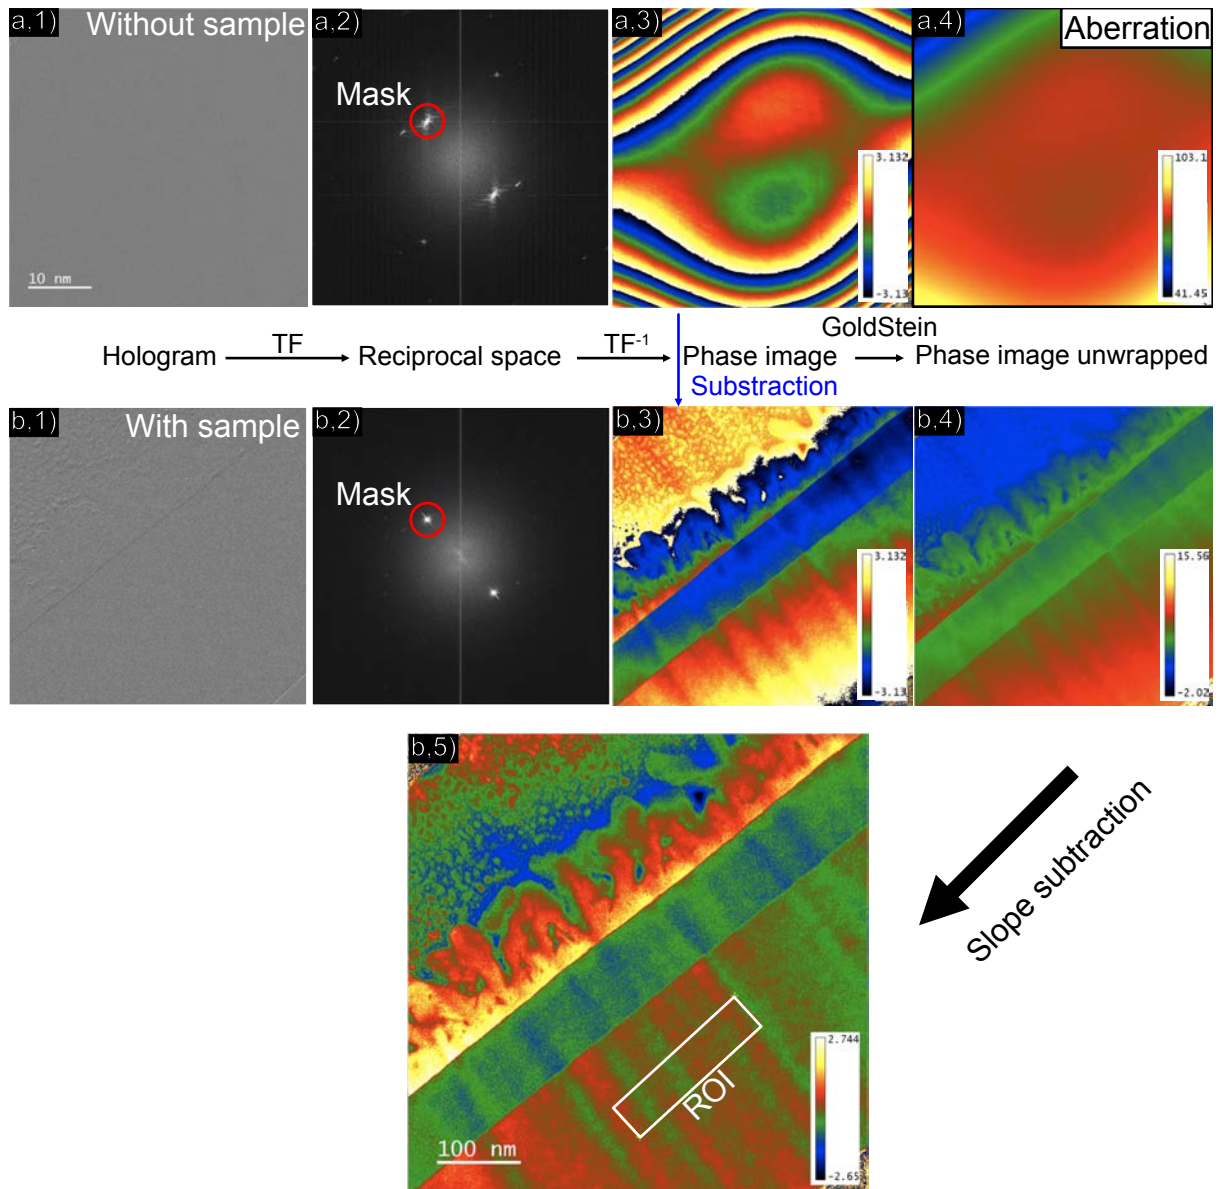 a,1) Without sample
a,2)
Mask
a,3)
3.132
-3.13
a,4)
Aberration
103.1
41.45
10 nm
GoldStein
Hologram TF Reciprocal space TF-1 Phase image Phase image unwrapped
Substraction
b,1)
With sample
b,2)
Mask
b,3)
3.132
-3.13
b,4)
15.56
-2.02
b,5)
ROI
100 nm
2.744
-2.65
Slope subtraction